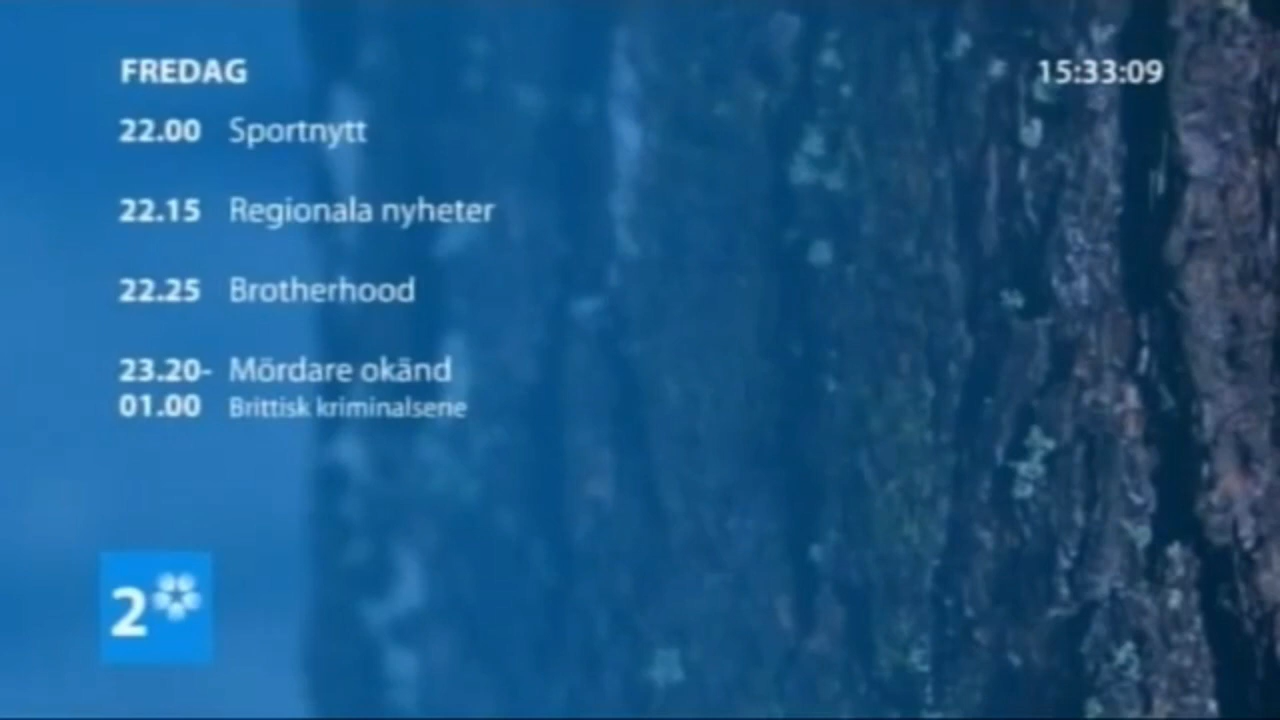 FREDAG 15:33:09
22.00 Sportnytt
22.15 Regionala nyheter
22.25 Brotherhood
23.20- Mördare okänd
01.00 Brittisk kriminalsene
2